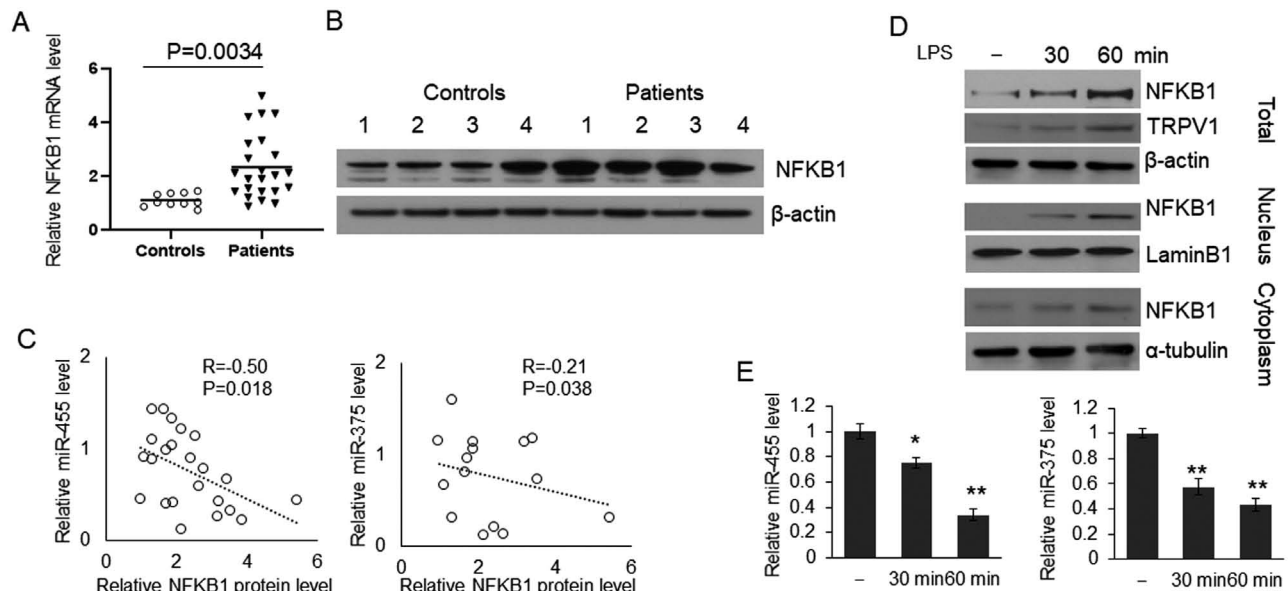 A
P=0.0034
Relative NFKB1 mRNA level
6
4
2
0
Controls
Patients
B
Controls
Patients
1 2 3 4 1 2 3 4
NFKB1
β-actin
C
R=-0.50
P=0.018
Relative miR-455 level
2
1
0
0 2 4 6
Relative NFKB1 protein level
R=-0.21
P=0.038
Relative miR-375 level
2
1
0
0 2 4 6
Relative NFKB1 protein level
D
LPS – 30 60 min
NFKB1
TRPV1
β-actin
Total
NFKB1
LaminB1
Nucleus
NFKB1
α-tubulin
Cytoplasm
E
Relative miR-455 level
1.2
1
0.8
0.6
0.4
0.2
0
*
**
– 30 min 60 min
Relative miR-375 level
1.2
1
0.8
0.6
0.4
0.2
0
**
**
– 30 min 60 min